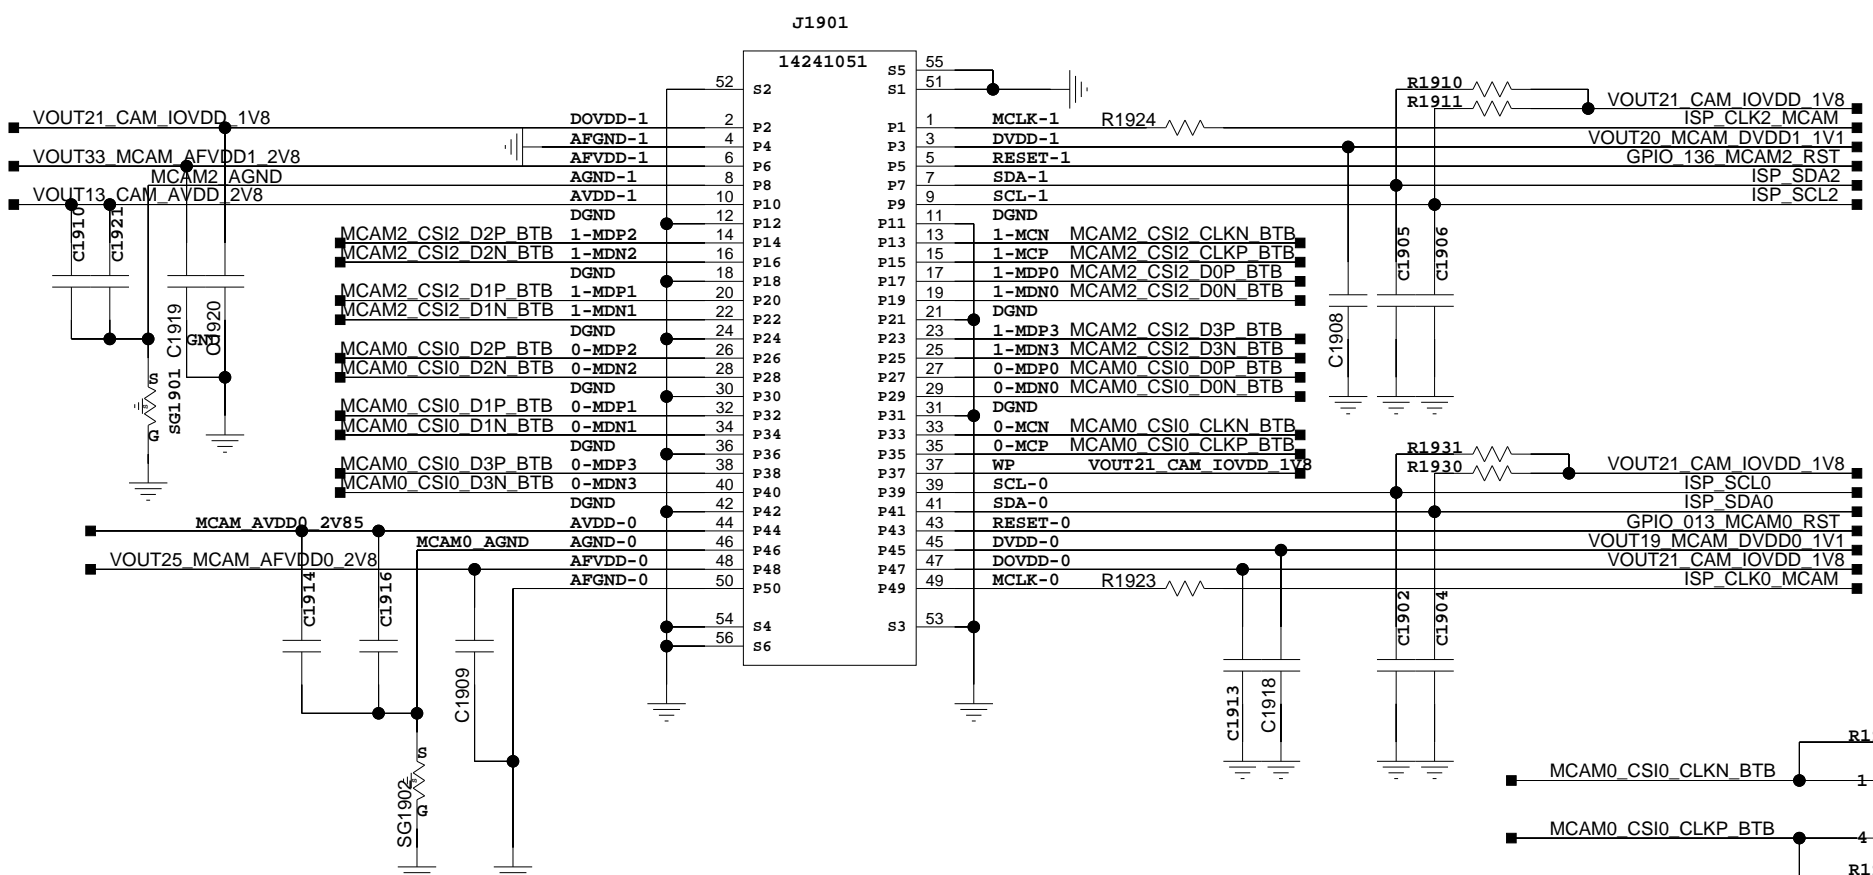 J1901
14241051
S5 55
52 S2 S1 51
VOUT21_CAM_IOVDD_1V8 DOVDD-1 2 P2 P1 1 MCLK-1 R1924 ISP_CLK2_MCAM
R1910
R1911 VOUT21_CAM_IOVDD_1V8
AFGND-1 4 P4 P3 3 DVDD-1 VOUT20_MCAM_DVDD1_1V1
VOUT33_MCAM_AFVDD1_2V8 AFVDD-1 6 P6 P5 5 RESET-1 GPIO_136_MCAM2_RST
MCAM2_AGND AGND-1 8 P8 P7 7 SDA-1 ISP_SDA2
VOUT13_CAM_AVDD_2V8 AVDD-1 10 P10 P9 9 SCL-1 ISP_SCL2
DGND 12 P12 P11 11 DGND
MCAM2_CSI2_D2P_BTB 1-MDP2 14 P14 P13 13 1-MCN MCAM2_CSI2_CLKN_BTB
MCAM2_CSI2_D2N_BTB 1-MDN2 16 P16 P15 15 1-MCP MCAM2_CSI2_CLKP_BTB
DGND 18 P18 P17 17 1-MDP0 MCAM2_CSI2_D0P_BTB
MCAM2_CSI2_D1P_BTB 1-MDP1 20 P20 P19 19 1-MDN0 MCAM2_CSI2_D0N_BTB
MCAM2_CSI2_D1N_BTB 1-MDN1 22 P22 P21 21 DGND
DGND 24 P24 P23 23 1-MDP3 MCAM2_CSI2_D3P_BTB
MCAM0_CSI0_D2P_BTB 0-MDP2 26 P26 P25 25 1-MDN3 MCAM2_CSI2_D3N_BTB
MCAM0_CSI0_D2N_BTB 0-MDN2 28 P28 P27 27 0-MDP0 MCAM0_CSI0_D0P_BTB
DGND 30 P30 P29 29 0-MDN0 MCAM0_CSI0_D0N_BTB
MCAM0_CSI0_D1P_BTB 0-MDP1 32 P32 P31 31 DGND
MCAM0_CSI0_D1N_BTB 0-MDN1 34 P34 P33 33 0-MCN MCAM0_CSI0_CLKN_BTB
DGND 36 P36 P35 35 0-MCP MCAM0_CSI0_CLKP_BTB
MCAM0_CSI0_D3P_BTB 0-MDP3 38 P38 P37 37 WP VOUT21_CAM_IOVDD_1V8
R1931
R1930 VOUT21_CAM_IOVDD_1V8
MCAM0_CSI0_D3N_BTB 0-MDN3 40 P40 P39 39 SCL-0 ISP_SCL0
DGND 42 P42 P41 41 SDA-0 ISP_SDA0
MCAM_AVDD0_2V85 AVDD-0 44 P44 P43 43 RESET-0 GPIO_013_MCAM0_RST
MCAM0_AGND AGND-0 46 P46 P45 45 DVDD-0 VOUT19_MCAM_DVDD0_1V1
VOUT25_MCAM_AFVDD0_2V8 AFVDD-0 48 P48 P47 47 DOVDD-0 VOUT21_CAM_IOVDD_1V8
AFGND-0 50 P50 P49 49 MCLK-0 R1923 ISP_CLK0_MCAM
54 S4 S3 53
56 S6
C1910
C1921
C1919
C1920
GND
SG1901
S
G
C1908
C1905
C1906
C1914
C1916
C1909
SG1902
S
G
C1913
C1918
C1902
C1904
MCAM0_CSI0_CLKN_BTB 1
MCAM0_CSI0_CLKP_BTB 4